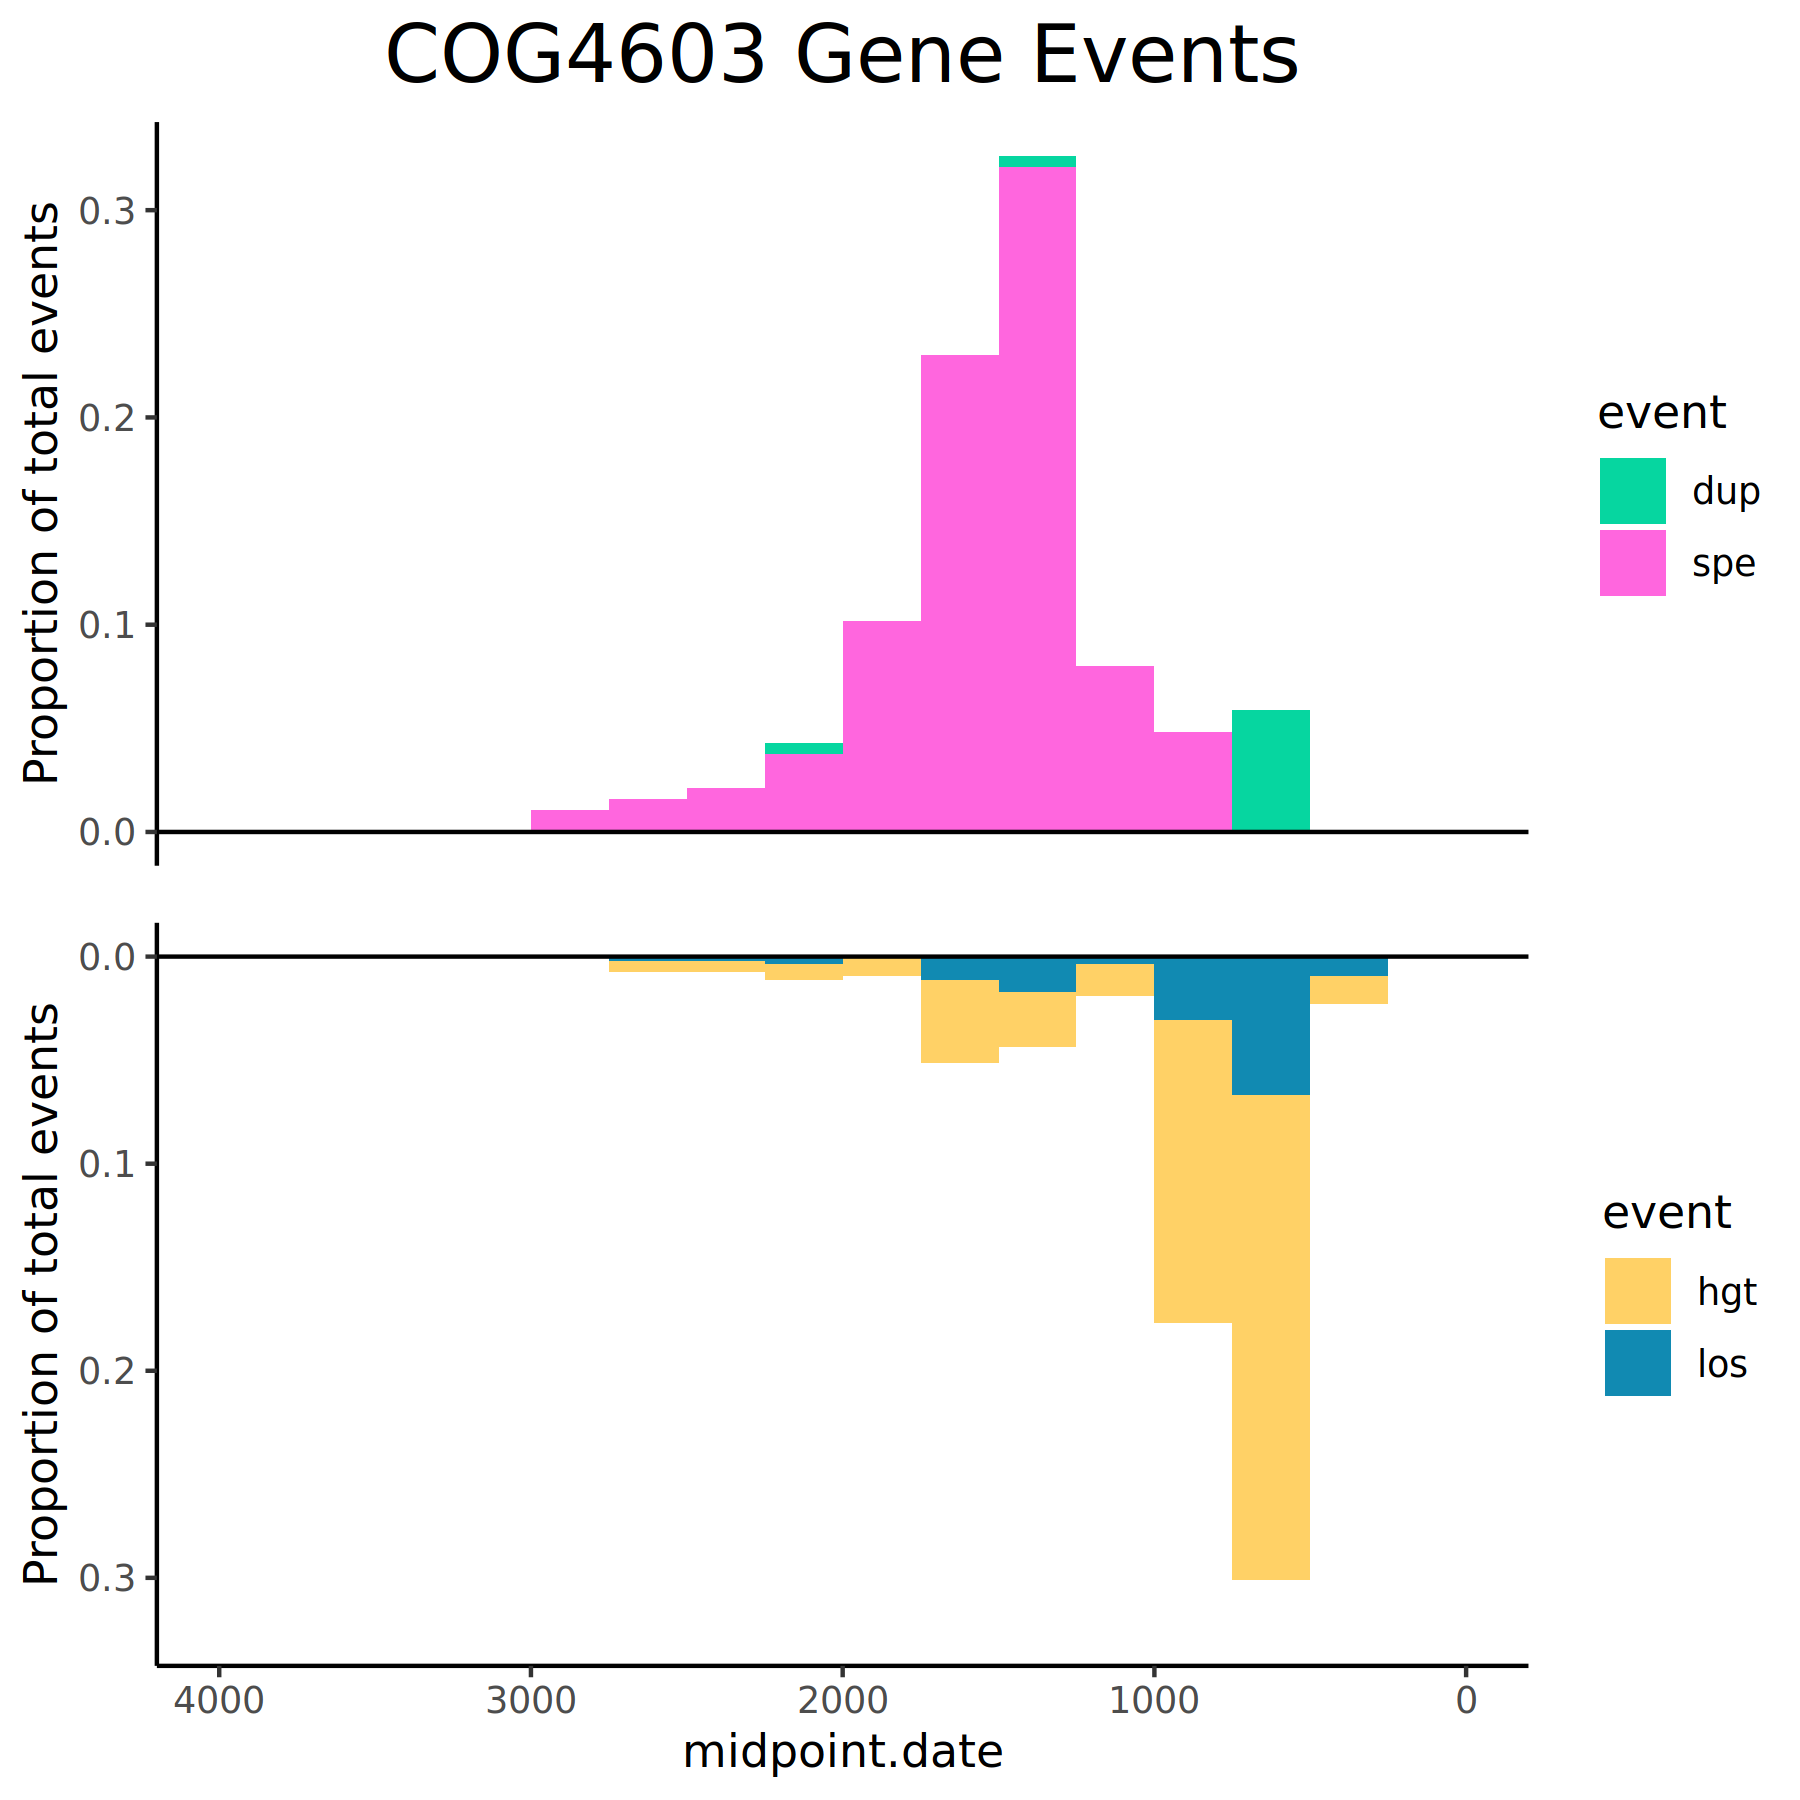 COG4603 Gene Events
Proportion of total events
0.3
0.2
0.1
0.0
event
dup
spe
Proportion of total events
0.0
0.1
0.2
0.3
event
hgt
los
4000 3000 2000 1000 0
midpoint.date